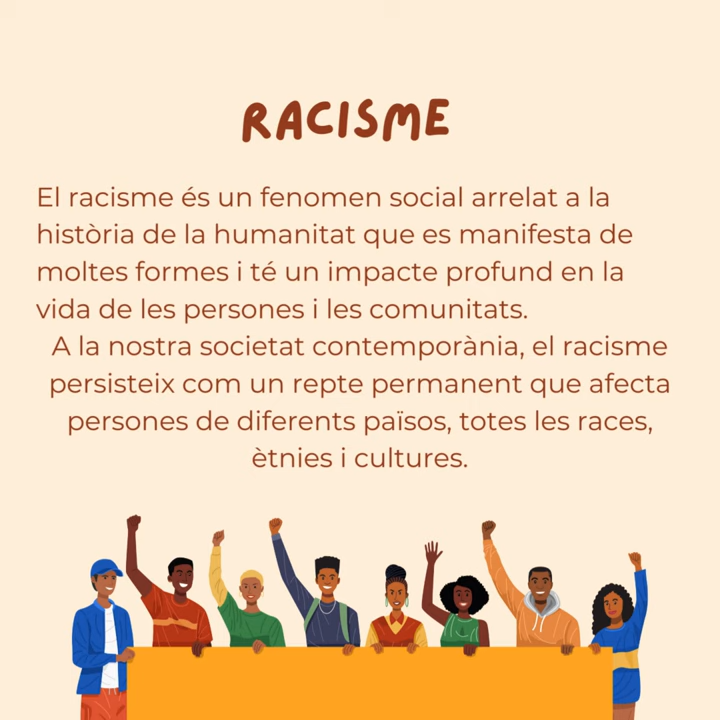 RACISME
El racisme és un fenomen social arrelat a la
història de la humanitat que es manifesta de
moltes formes i té un impacte profund en la
vida de les persones i les comunitats.
A la nostra societat contemporània, el racisme
persisteix com un repte permanent que afecta
persones de diferents països, totes les races,
ètnies i cultures.